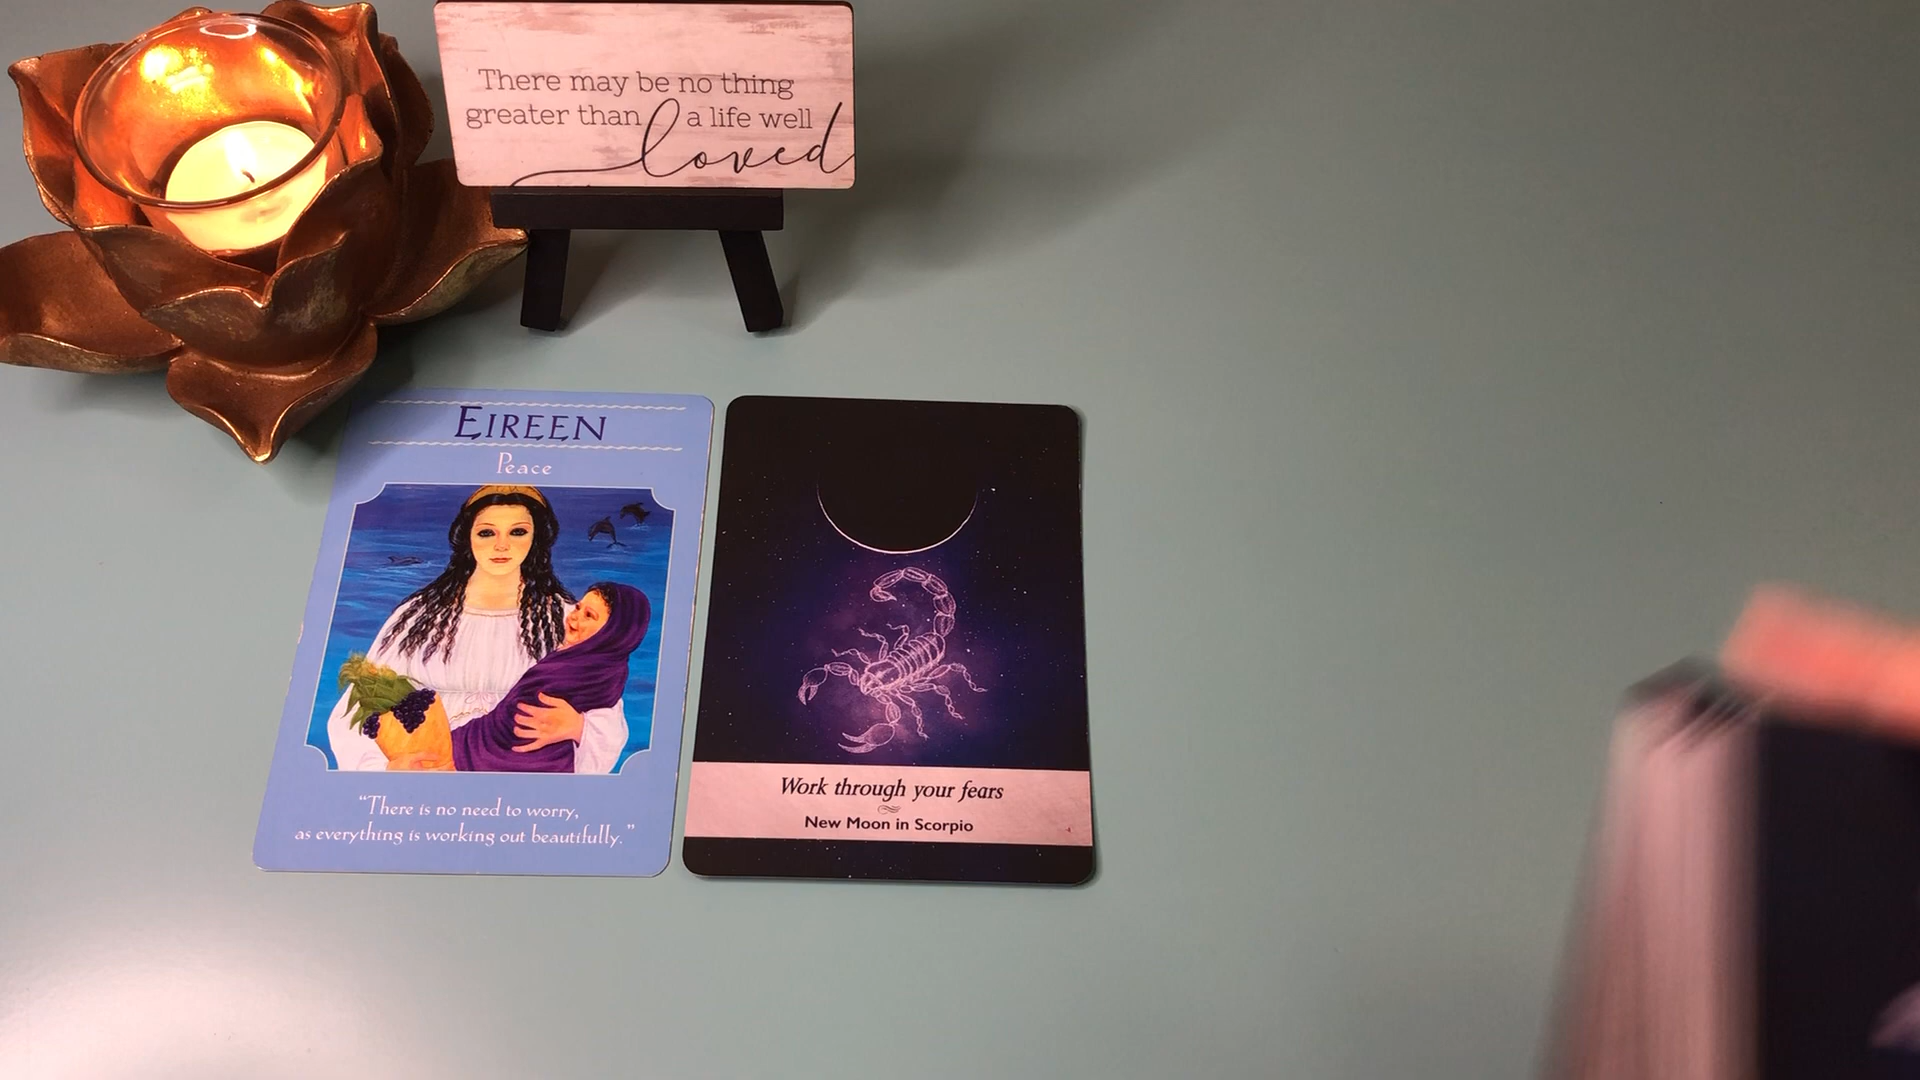 There may be no thing
greater than a life well
loved
EIREEN
Peace
"There is no need to worry,
as everything is working out beautifully."
Work through your fears
New Moon in Scorpio